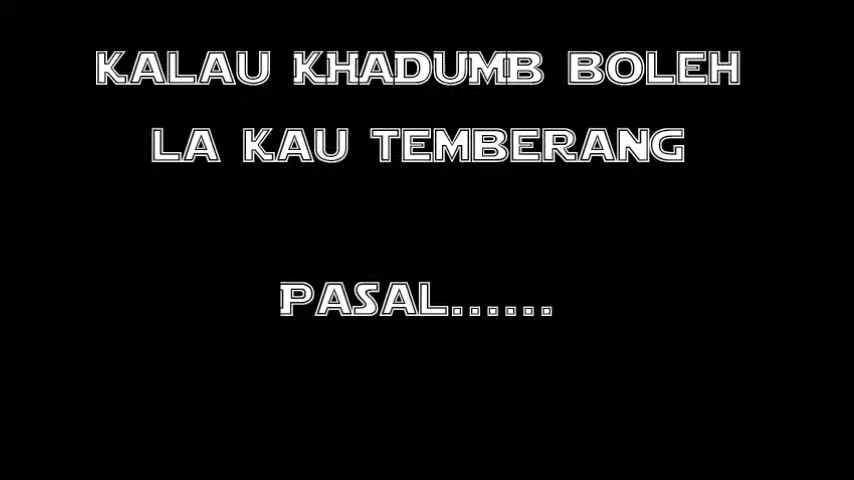 KALAU KHADUMB BOLEH
LA KAU TEMBERANG
PASAL......